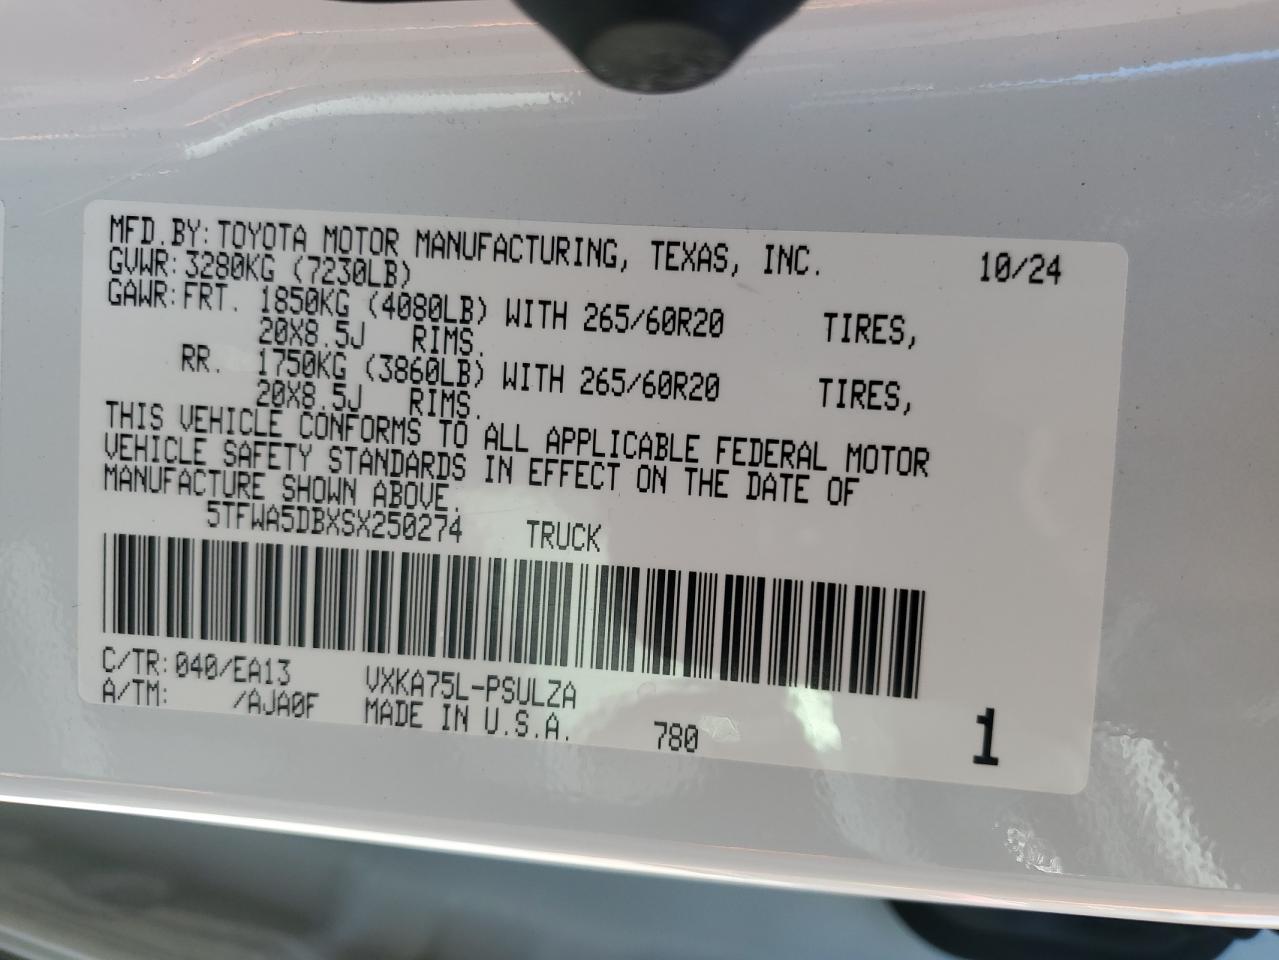 MFD.BY: TOYOTA MOTOR MANUFACTURING, TEXAS, INC. 10/24
GVWR: 3280KG (7230LB)
GAWR: FRT. 1850KG (4080LB) WITH 265/60R20 TIRES,
20X8.5J RIMS.
RR. 1750KG (3860LB) WITH 265/60R20 TIRES,
20X8.5J RIMS.
THIS VEHICLE CONFORMS TO ALL APPLICABLE FEDERAL MOTOR
VEHICLE SAFETY STANDARDS IN EFFECT ON THE DATE OF
MANUFACTURE SHOWN ABOVE.
5TFWA5DBXSX250274 TRUCK
C/TR: 040/EA13 VXKA75L-PSULZA
A/TM: /AJA0F MADE IN U.S.A. 780 1